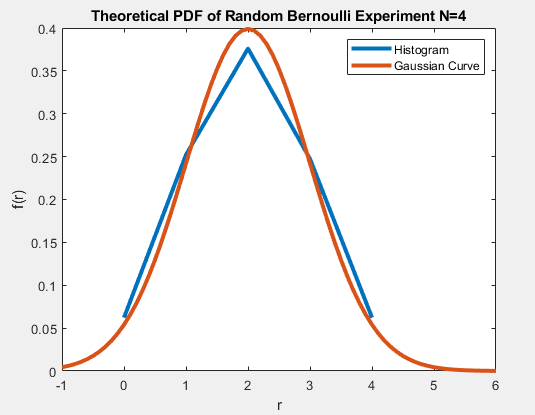 Theoretical PDF of Random Bernoulli Experiment N=4
Histogram
Gaussian Curve
0.4
0.35
0.3
0.25
0.2
0.15
0.1
0.05
0
f(r)
-1 0 1 2 3 4 5 6
r